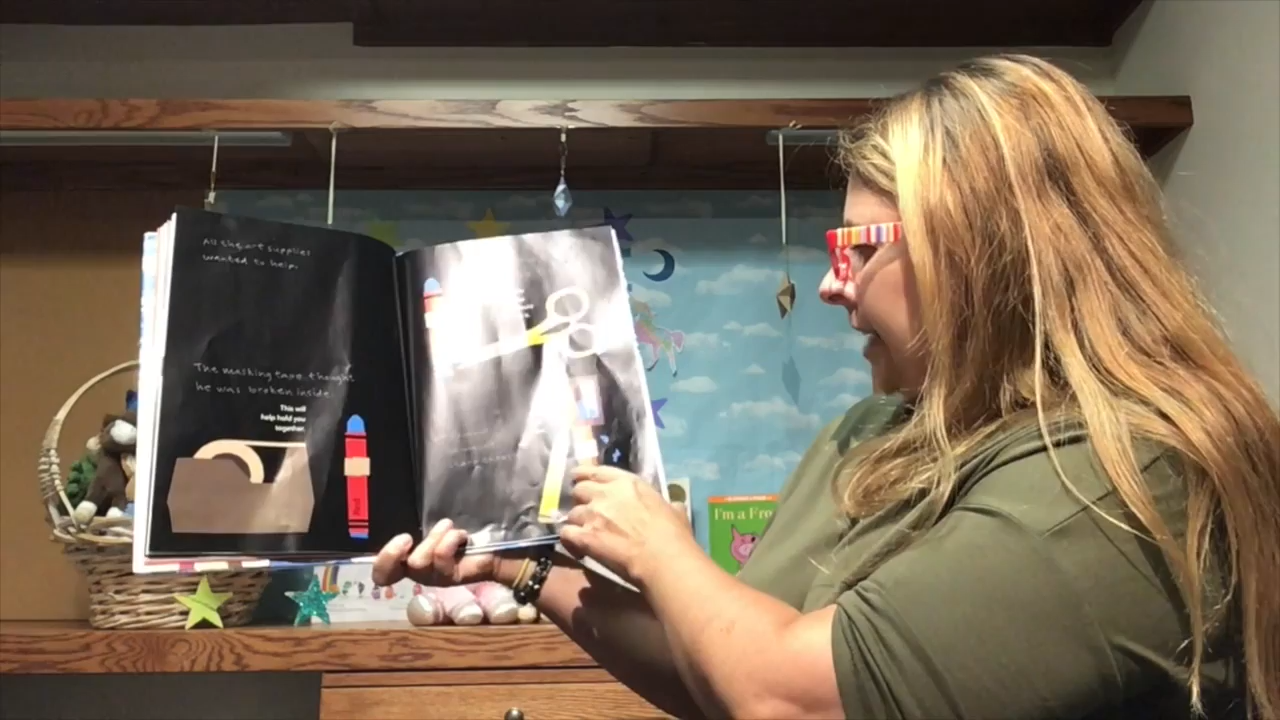 All the art supplies
wanted to help.
The masking tape thought
he was broken inside.
This will
help hold you
together.
Red
I'm a Fro